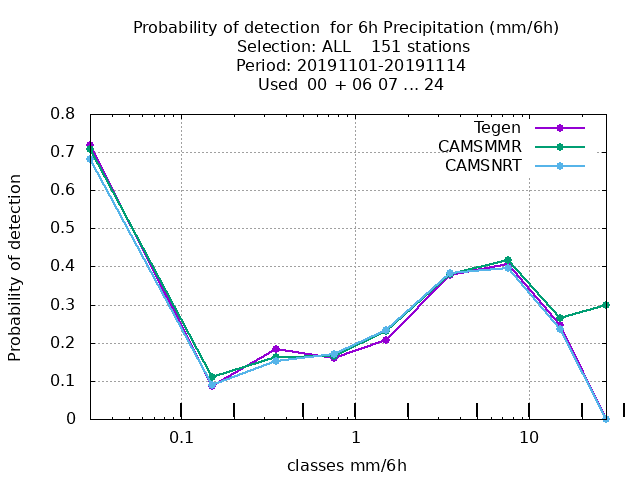 Probability of detection  for 6h Precipitation (mm/6h)
Selection: ALL    151 stations
Period: 20191101-20191114
Used  00  + 06 07 ... 24
Tegen
CAMSMMR
CAMSNRT
0.8
0.7
0.6
0.5
0.4
0.3
0.2
0.1
0
Probability of detection
0.1 1 10
classes mm/6h